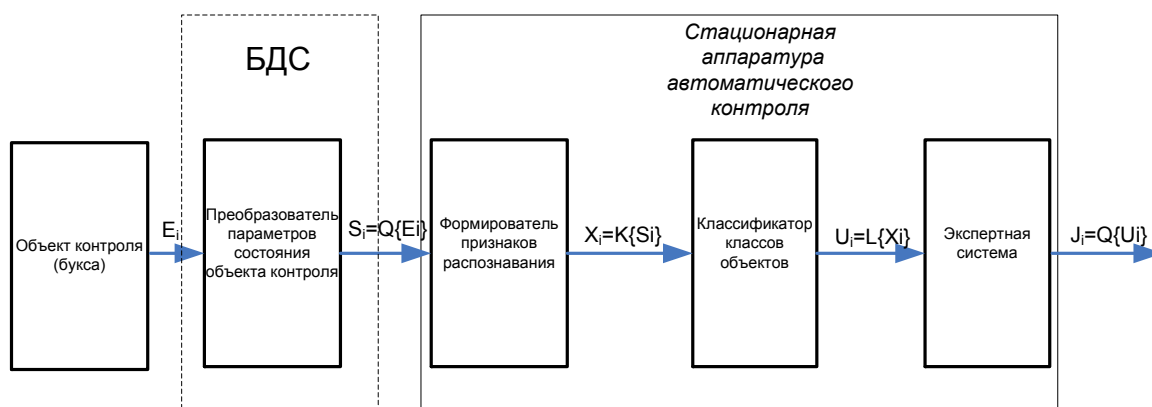 БДС
Стационарная
аппаратура
автоматического
контроля
Объект контроля
(букса)
Ei
Преобразователь
параметров
состояния
объекта контроля
Si=Q{Ei}
Формирователь
признаков
распознавания
Xi=K{Si}
Классификатор
классов
объектов
Ui=L{Xi}
Экспертная
система
Ji=Q{Ui}